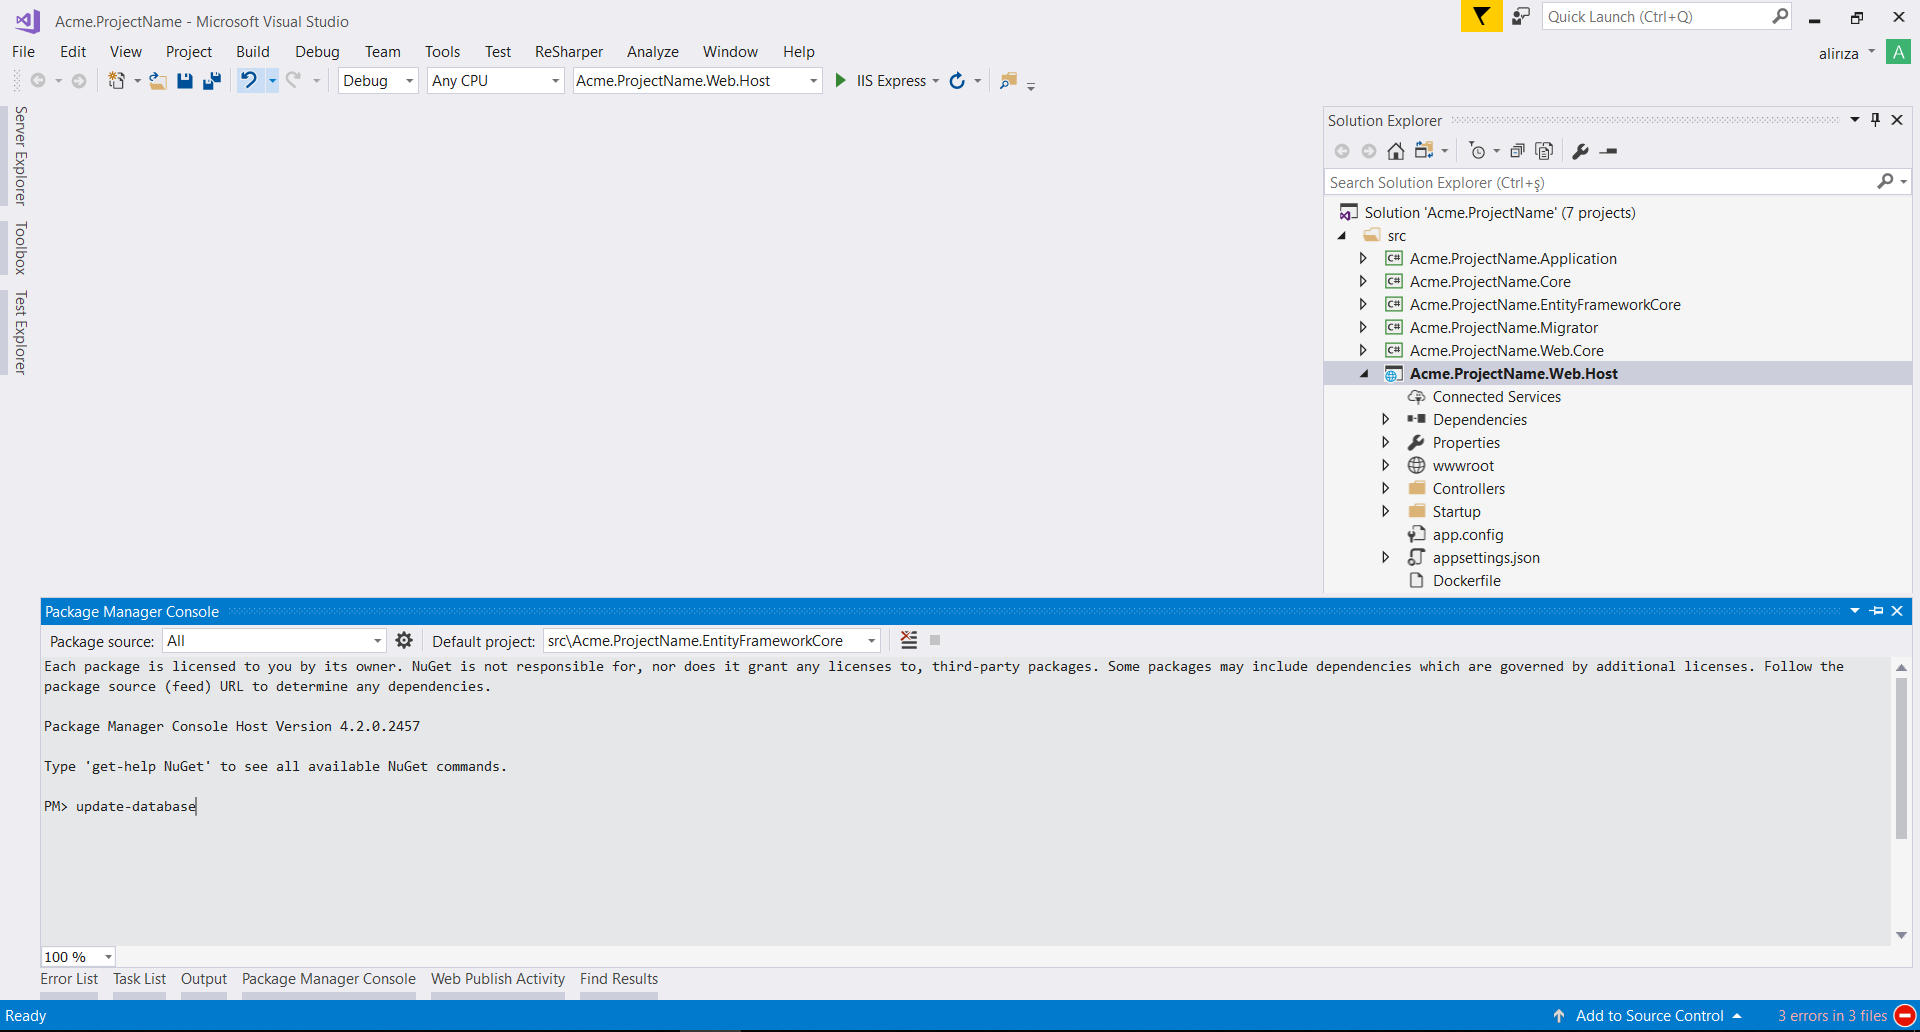 Acme.ProjectName - Microsoft Visual Studio
Quick Launch (Ctrl+Q)
File Edit View Project Build Debug Team Tools Test ReSharper Analyze Window Help
alirıza A
Debug Any CPU Acme.ProjectName.Web.Host IIS Express
Server Explorer
Toolbox
Test Explorer
Solution Explorer
Search Solution Explorer (Ctrl+ş)
Solution 'Acme.ProjectName' (7 projects)
src
C# Acme.ProjectName.Application
C# Acme.ProjectName.Core
C# Acme.ProjectName.EntityFrameworkCore
C# Acme.ProjectName.Migrator
C# Acme.ProjectName.Web.Core
Acme.ProjectName.Web.Host
Connected Services
Dependencies
Properties
wwwroot
Controllers
Startup
app.config
appsettings.json
Dockerfile
Package Manager Console
Package source: All Default project: src\Acme.ProjectName.EntityFrameworkCore
Each package is licensed to you by its owner. NuGet is not responsible for, nor does it grant any licenses to, third-party packages. Some packages may include dependencies which are governed by additional licenses. Follow the
package source (feed) URL to determine any dependencies.
Package Manager Console Host Version 4.2.0.2457
Type 'get-help NuGet' to see all available NuGet commands.
PM> update-database
100 %
Error List Task List Output Package Manager Console Web Publish Activity Find Results
Ready Add to Source Control 3 errors in 3 files